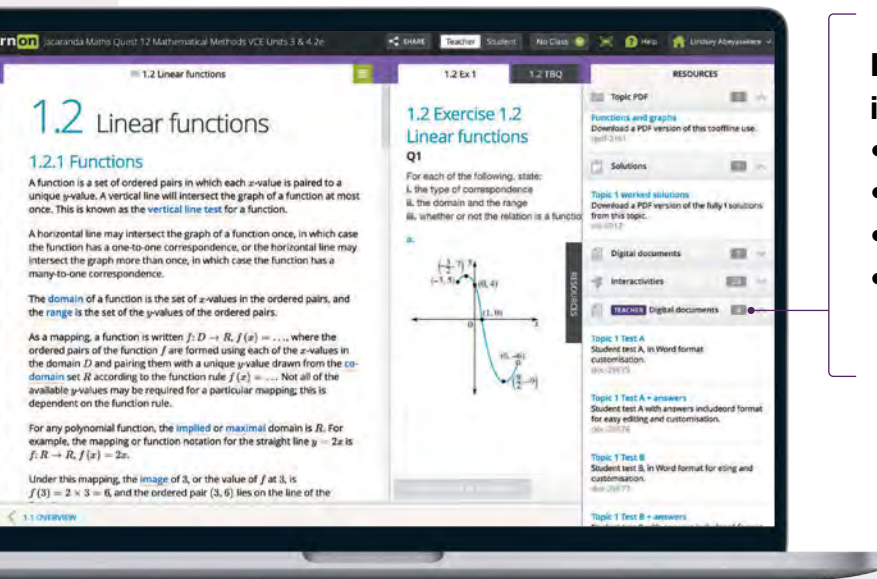 rn on Jacaranda Maths Quest 12 Mathematical Methods VCE Units 3 & 4 2e
SHARE Teacher Student No Class Help
1.2 Linear functions
1.2 Linear functions
1.2.1 Functions
A function is a set of ordered pairs in which each x-value is paired to a
unique y-value. A vertical line will intersect the graph of a function at most
once. This is known as the vertical line test for a function.
A horizontal line may intersect the graph of a function once, in which case
the function has a one-to-one correspondence, or the horizontal line may
intersect the graph more than once, in which case the function has a
many-to-one correspondence.
The domain of a function is the set of x-values in the ordered pairs, and
the range is the set of the y-values of the ordered pairs.
As a mapping, a function is written f: D → R, f(x) = ..., where the
ordered pairs of the function f are formed using each of the x-values in
the domain D and pairing them with a unique y-value drawn from the co-
domain set R according to the function rule f(x) = .... Not all of the
available y-values may be required for a particular mapping; this is
dependent on the function rule.
For any polynomial function, the implied or maximal domain is R. For
example, the mapping or function notation for the straight line y = 2x is
f: R → R, f(x) = 2x.
Under this mapping, the image of 3, or the value of f at 3, is
f(3) = 2 × 3 = 6, and the ordered pair (3, 6) lies on the line of the
1.1 OVERVIEW
1.2 Ex 1 1.2 TBQ
1.2 Exercise 1.2
Linear functions
Q1
For each of the following, state:
i. the type of correspondence
ii. the domain and the range
iii. whether or not the relation is a functio
a.
(−3, 5)
(0, 4)
(1, 0)
0
x
RESOURCES
RESOURCES
Topic PDF
Functions and graphs
Download a PDF version of this tooffline use.
Solutions
Topic 1 worked solutions
Download a PDF version of the fully t solutions
from this topic.
Digital documents
Interactivities
TEACHER Digital documents
Topic 1 Test A
Student test A, in Word format
customisation.
Topic 1 Test A + answers
Student test A with answers includeord format
for easy editing and customisation.
Topic 1 Test B
Student test B, in Word format for eting and
customisation.
Topic 1 Test B + answers
i
•
•
•
•